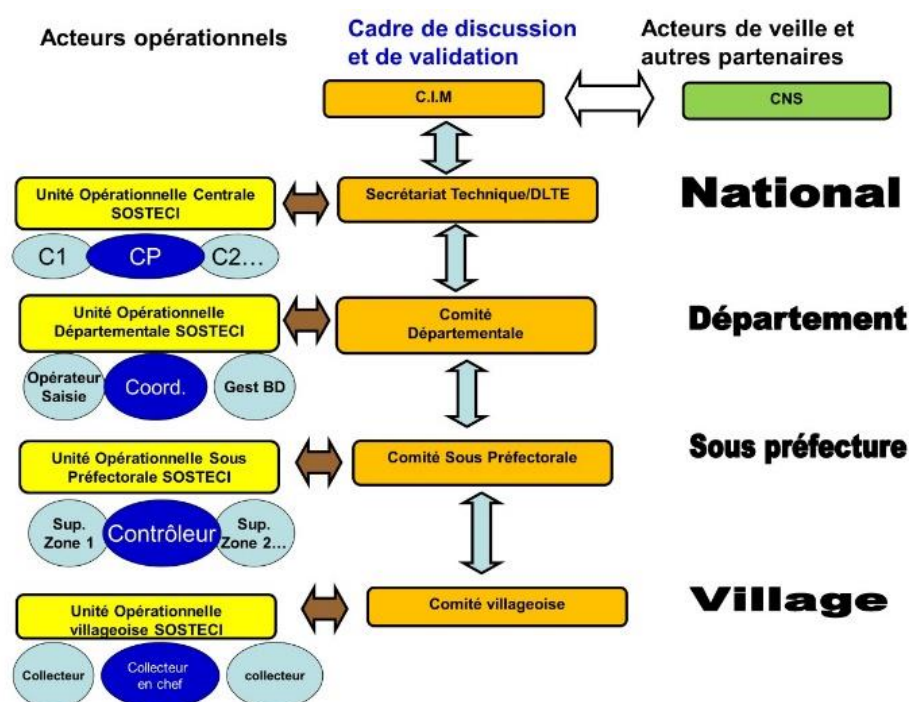 Acteurs opérationnels
Cadre de discussion
et de validation
Acteurs de veille et
autres partenaires
C.I.M
CNS
Unité Opérationnelle Centrale
SOSTECI
Secrétariat Technique/DLTE
National
C1
CP
C2...
Unité Opérationnelle
Départementale SOSTECI
Comité
Départementale
Département
Opérateur
Saisie
Coord.
Gest BD
Unité Opérationnelle Sous
Préfectorale SOSTECI
Comité Sous Préfectorale
Sous préfecture
Sup.
Zone 1
Contrôleur
Sup.
Zone 2...
Unité Opérationnelle
villageoise SOSTECI
Comité villageoise
Village
Collecteur
Collecteur
en chef
collecteur